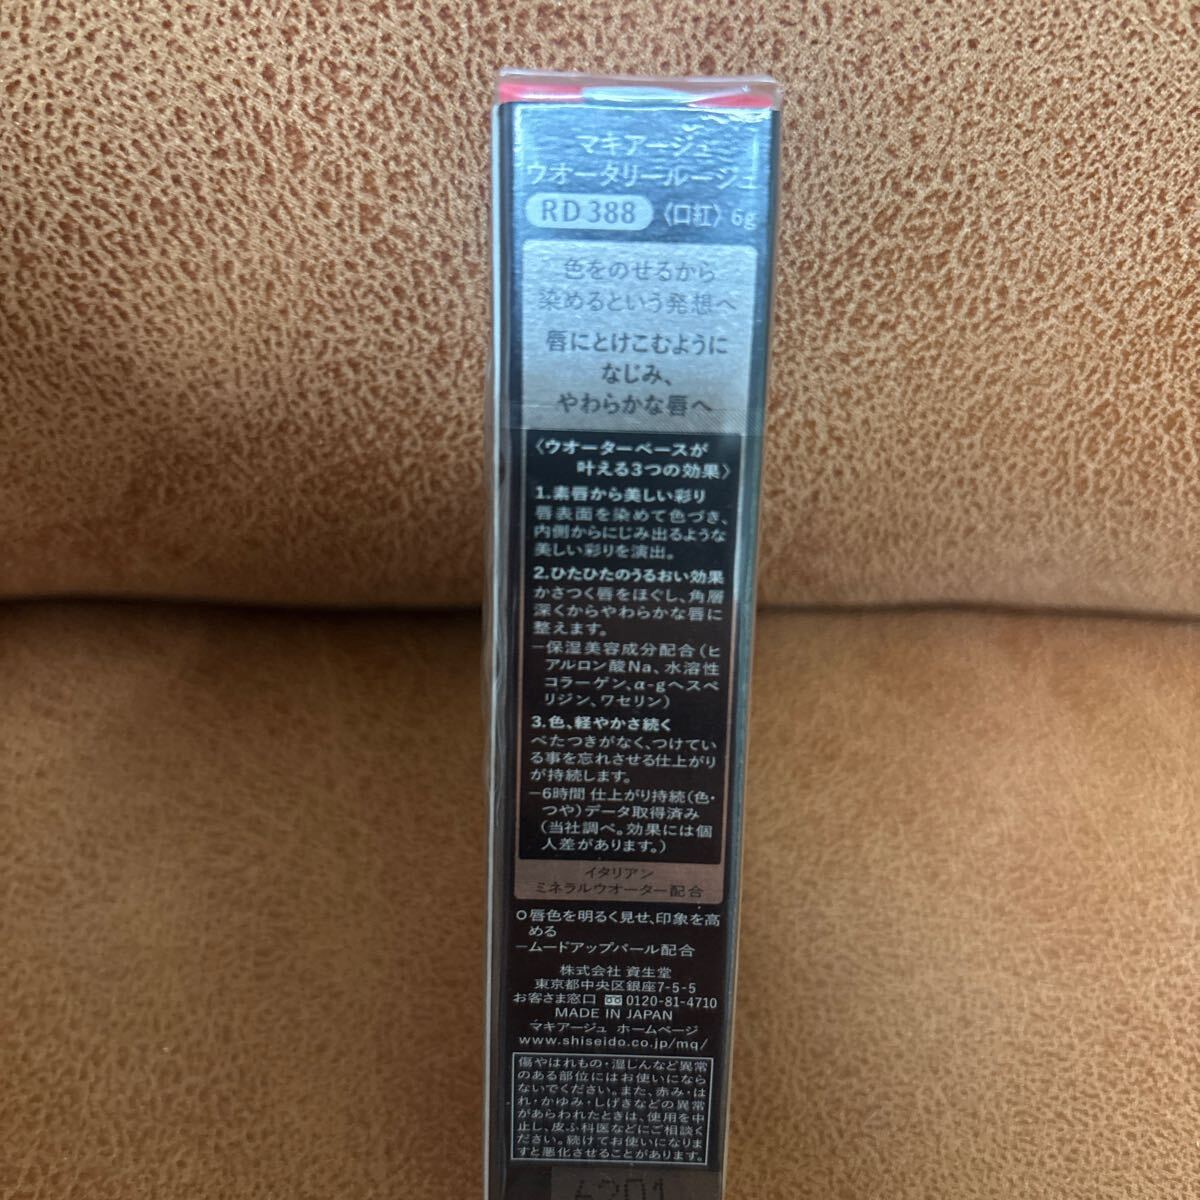 マキアージュ
ウオータリールージュ
RD388 〈口紅〉 6g
色をのせるから
染めるという発想へ
唇にとけこむように
なじみ、
やわらかな唇へ
〈ウオーターベースが
叶える3つの効果〉
1.素唇から美しい彩り
唇表面を染めて色づき、
内側からにじみ出るような
美しい彩りを演出。
2.ひたひたのうるおい効果
かさつく唇をほぐし、角層
深くからやわらかな唇に
整えます。
−保湿美容成分配合(ヒ
アルロン酸Na、水溶性
コラーゲン、α-gヘスペ
リジン、ワセリン)
3.色、軽やかさ続く
べたつきがなく、つけてい
る事を忘れさせる仕上がり
が持続します。
−6時間 仕上がり持続(色・
つや)データ取得済み
(当社調べ。効果には個
人差があります。)
イタリアン
ミネラルウオーター配合
○唇色を明るく見せ、印象を高
める
−ムードアップパール配合
株式会社 資生堂
東京都中央区銀座7-5-5
お客さま窓口 0120-81-4710
MADE IN JAPAN
マキアージュ ホームページ
www.shiseido.co.jp/mq/
傷やはれもの・湿しんなど異常
のある部位にはお使いになら
ないでください。また、赤み・は
れ・かゆみ・しげきなどの異常
があらわれたときは、使用を中
止し、皮ふ科医などにご相談く
ださい。続けてお使いになりま
すと悪化させることがあります。